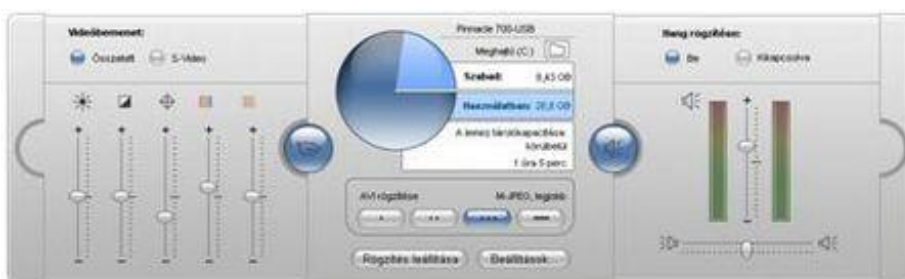 Videóbemenet:
Összetett S-Video
Pinnacle 700-USB
Meghajtó (C:)
Szabad: 8,43 GB
Használatban: 28,8 GB
A lemez tárolókapacitása
körülbelül
1 óra 5 perc
AVI rögzítése M-JPEG, legjobb
Rögzítés leállítása Beállítások...
Hang rögzítése:
Be Kikapcsolva